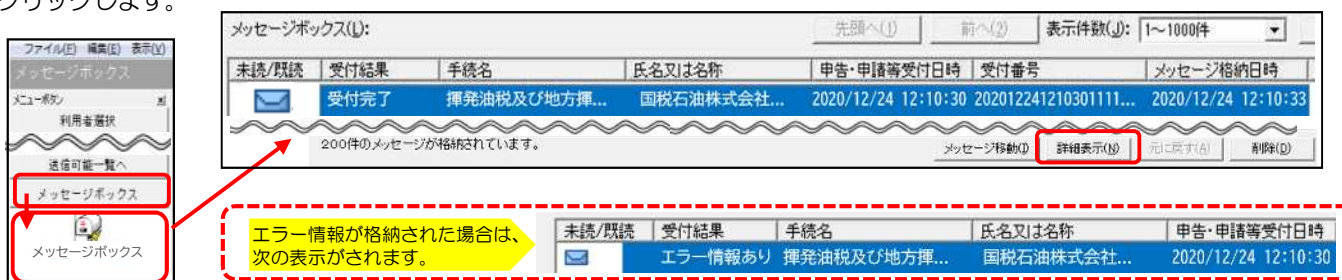 クリックします。
ファイル(F) 編集(E) 表示(V)
メッセージボックス
メニューボタン
利用者選択
送信可能一覧へ
メッセージボックス
メッセージボックス
メッセージボックス(L):
先頭へ(1) 前へ(2) 表示件数(J): 1～1000件
未読/既読 受付結果 手続名 氏名又は名称 申告・申請等受付日時 受付番号 メッセージ格納日時
受付完了 揮発油税及び地方揮... 国税石油株式会社... 2020/12/24 12:10:30 202012241210301111... 2020/12/24 12:10:33
200件のメッセージが格納されています。
メッセージ移動(I) 詳細表示(N) 元に戻す(A) 削除(D)
エラー情報が格納された場合は、
次の表示がされます。
未読/既読 受付結果 手続名 氏名又は名称 申告・申請等受付日時
エラー情報あり 揮発油税及び地方揮... 国税石油株式会社... 2020/12/24 12:10:30